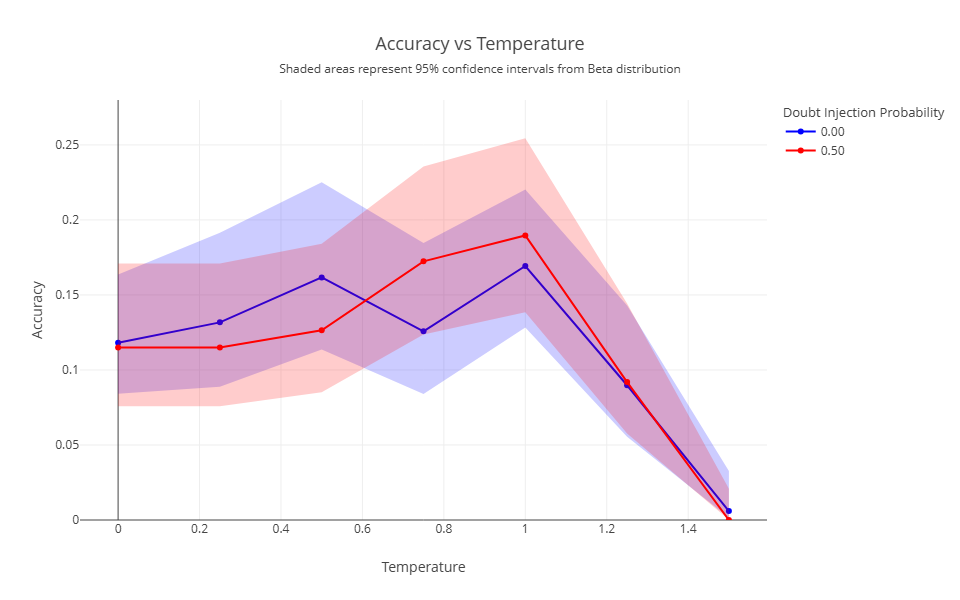 Accuracy vs Temperature
Shaded areas represent 95% confidence intervals from Beta distribution
Doubt Injection Probability
0.00
0.50
Accuracy
0.25
0.2
0.15
0.1
0.05
0
0 0.2 0.4 0.6 0.8 1 1.2 1.4
Temperature